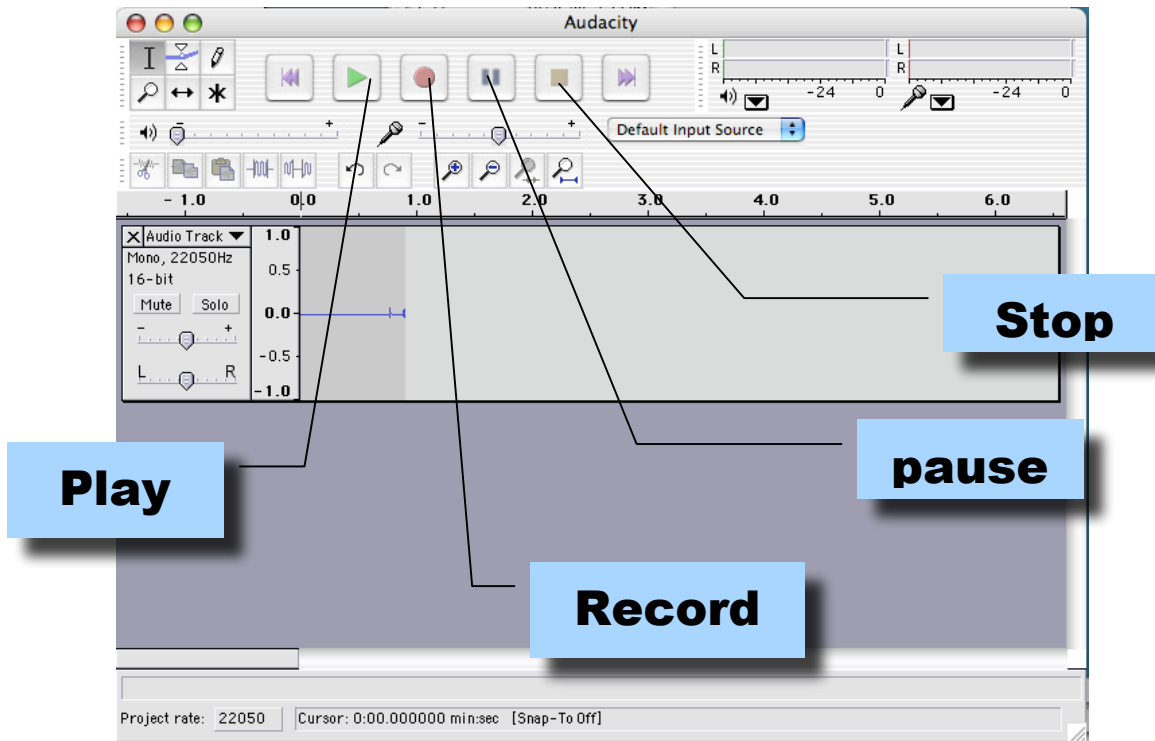 Audacity
L
R
-24 0
L
R
-24 0
- +
- +
Default Input Source
- 1.0 0.0 1.0 2.0 3.0 4.0 5.0 6.0
X Audio Track
Mono, 22050Hz
16-bit
Mute Solo
- +
L R
1.0
0.5
0.0
-0.5
-1.0
Stop
pause
Play
Record
Project rate: 22050 Cursor: 0:00.000000 min:sec [Snap-To Off]